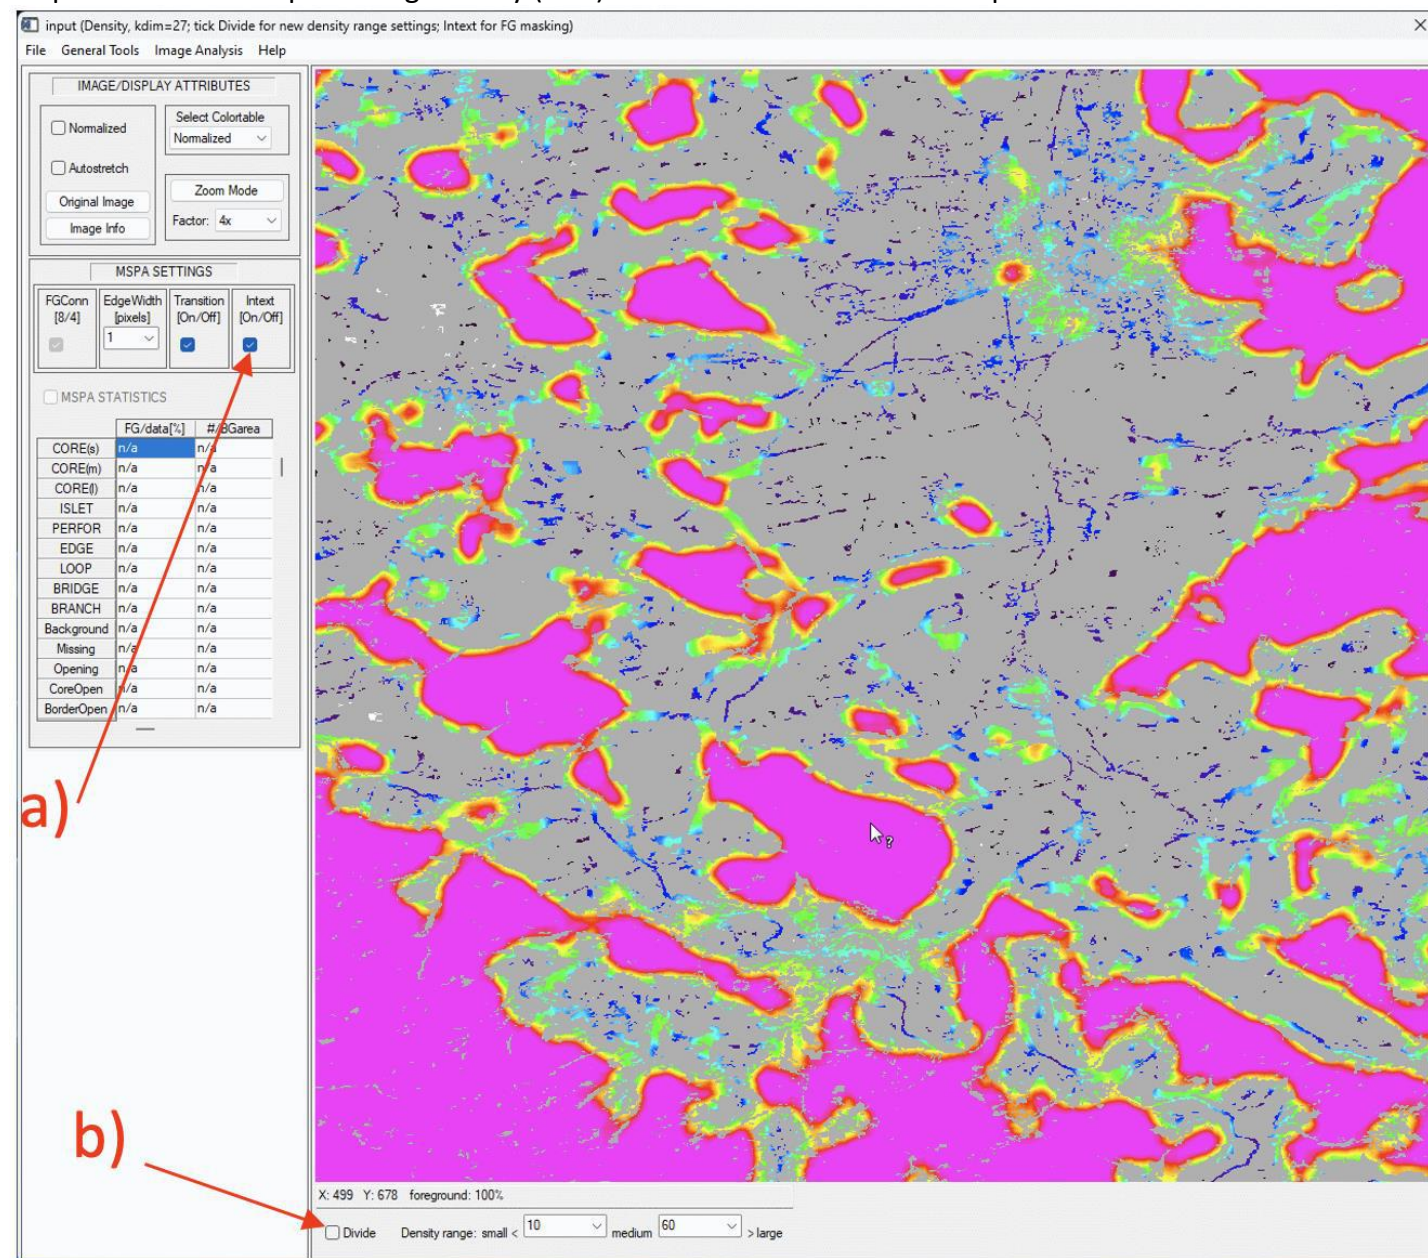 input (Density, kdim=27; tick Divide for new density range settings; Intext for FG masking)
File General Tools Image Analysis Help
IMAGE/DISPLAY ATTRIBUTES
Normalized
Select Colortable
Normalized
Autostretch
Original Image
Zoom Mode
Image Info
Factor: 4x
MSPA SETTINGS
FGConn [8/4]
EdgeWidth [pixels]
1
Transition [On/Off]
Intext [On/Off]
MSPA STATISTICS
FG/data[%] #/BGarea
CORE(s) n/a n/a
CORE(m) n/a n/a
CORE(l) n/a n/a
ISLET n/a n/a
PERFOR n/a n/a
EDGE n/a n/a
LOOP n/a n/a
BRIDGE n/a n/a
BRANCH n/a n/a
Background n/a n/a
Missing n/a n/a
Opening n/a n/a
CoreOpen n/a n/a
BorderOpen n/a n/a
a)
b)
X: 499 Y: 678 foreground: 100%
Divide Density range: small < 10 medium 60 > large